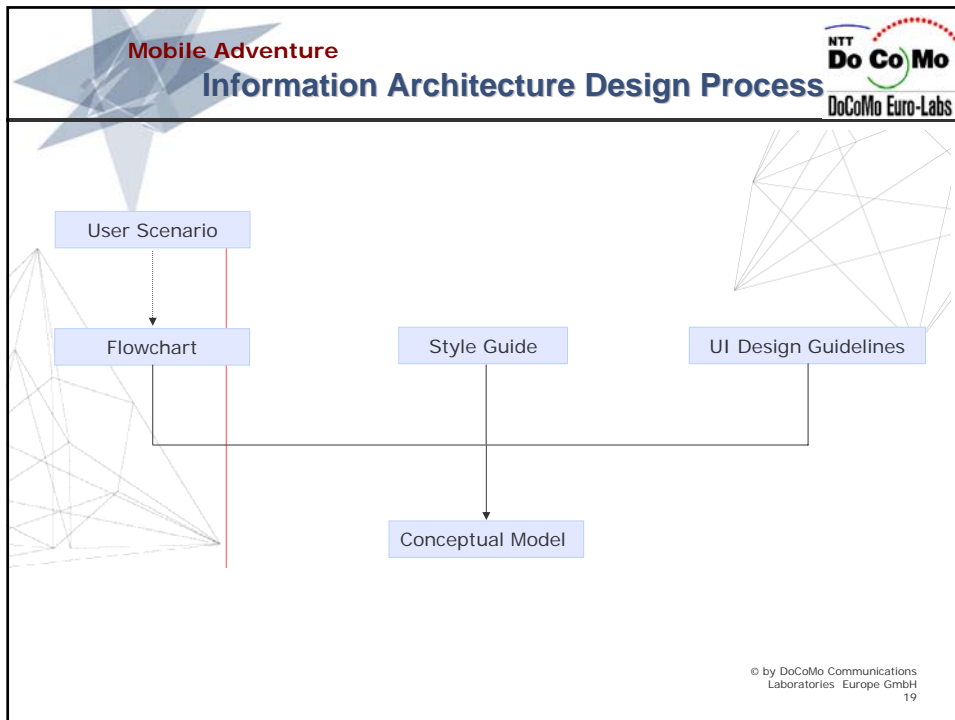 Mobile Adventure
Information Architecture Design Process
NTT
Do Co Mo
DoCoMo Euro-Labs
User Scenario
Flowchart
Style Guide
UI Design Guidelines
Conceptual Model
© by DoCoMo Communications
Laboratories Europe GmbH
19